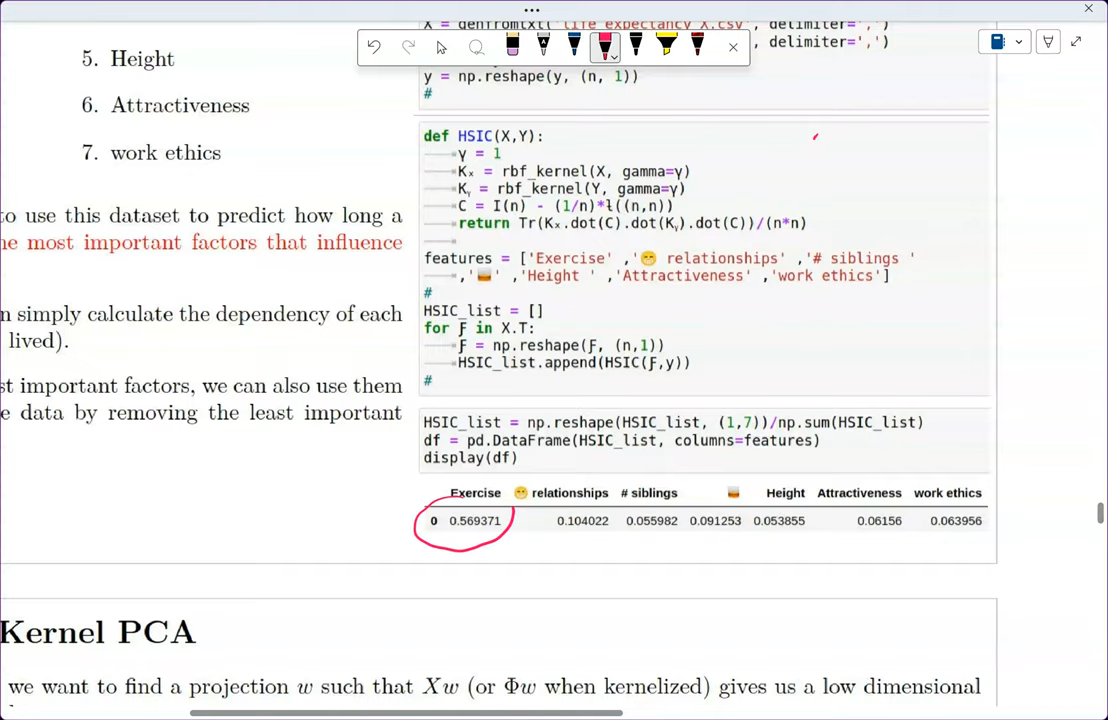 5. Height
6. Attractiveness
7. work ethics
to use this dataset to predict how long a
most important factors that influence
simply calculate the dependency of each
lived).
important factors, we can also use them
data by removing the least important
X = genfromtxt('life_expectancy_X.csv', delimiter=',')
, delimiter=',')
y = np.reshape(y, (n, 1))
#
def HSIC(X,Y):
γ = 1
Kₓ = rbf_kernel(X, gamma=γ)
Kᵧ = rbf_kernel(Y, gamma=γ)
C = I(n) - (1/n)*ł((n,n))
return Tr(Kₓ.dot(C).dot(Kᵧ).dot(C))/(n*n)
features = ['Exercise' ,'😁 relationships' ,'# siblings '
,'🥃' ,'Height ' ,'Attractiveness' ,'work ethics']
#
HSIC_list = []
for Ƒ in X.T:
Ƒ = np.reshape(Ƒ, (n,1))
HSIC_list.append(HSIC(Ƒ,y))
#
HSIC_list = np.reshape(HSIC_list, (1,7))/np.sum(HSIC_list)
df = pd.DataFrame(HSIC_list, columns=features)
display(df)
Exercise 😁 relationships # siblings 🥃 Height Attractiveness work ethics
0 0.569371 0.104022 0.055982 0.091253 0.053855 0.06156 0.063956
Kernel PCA
we want to find a projection w such that Xw (or Φw when kernelized) gives us a low dimensional